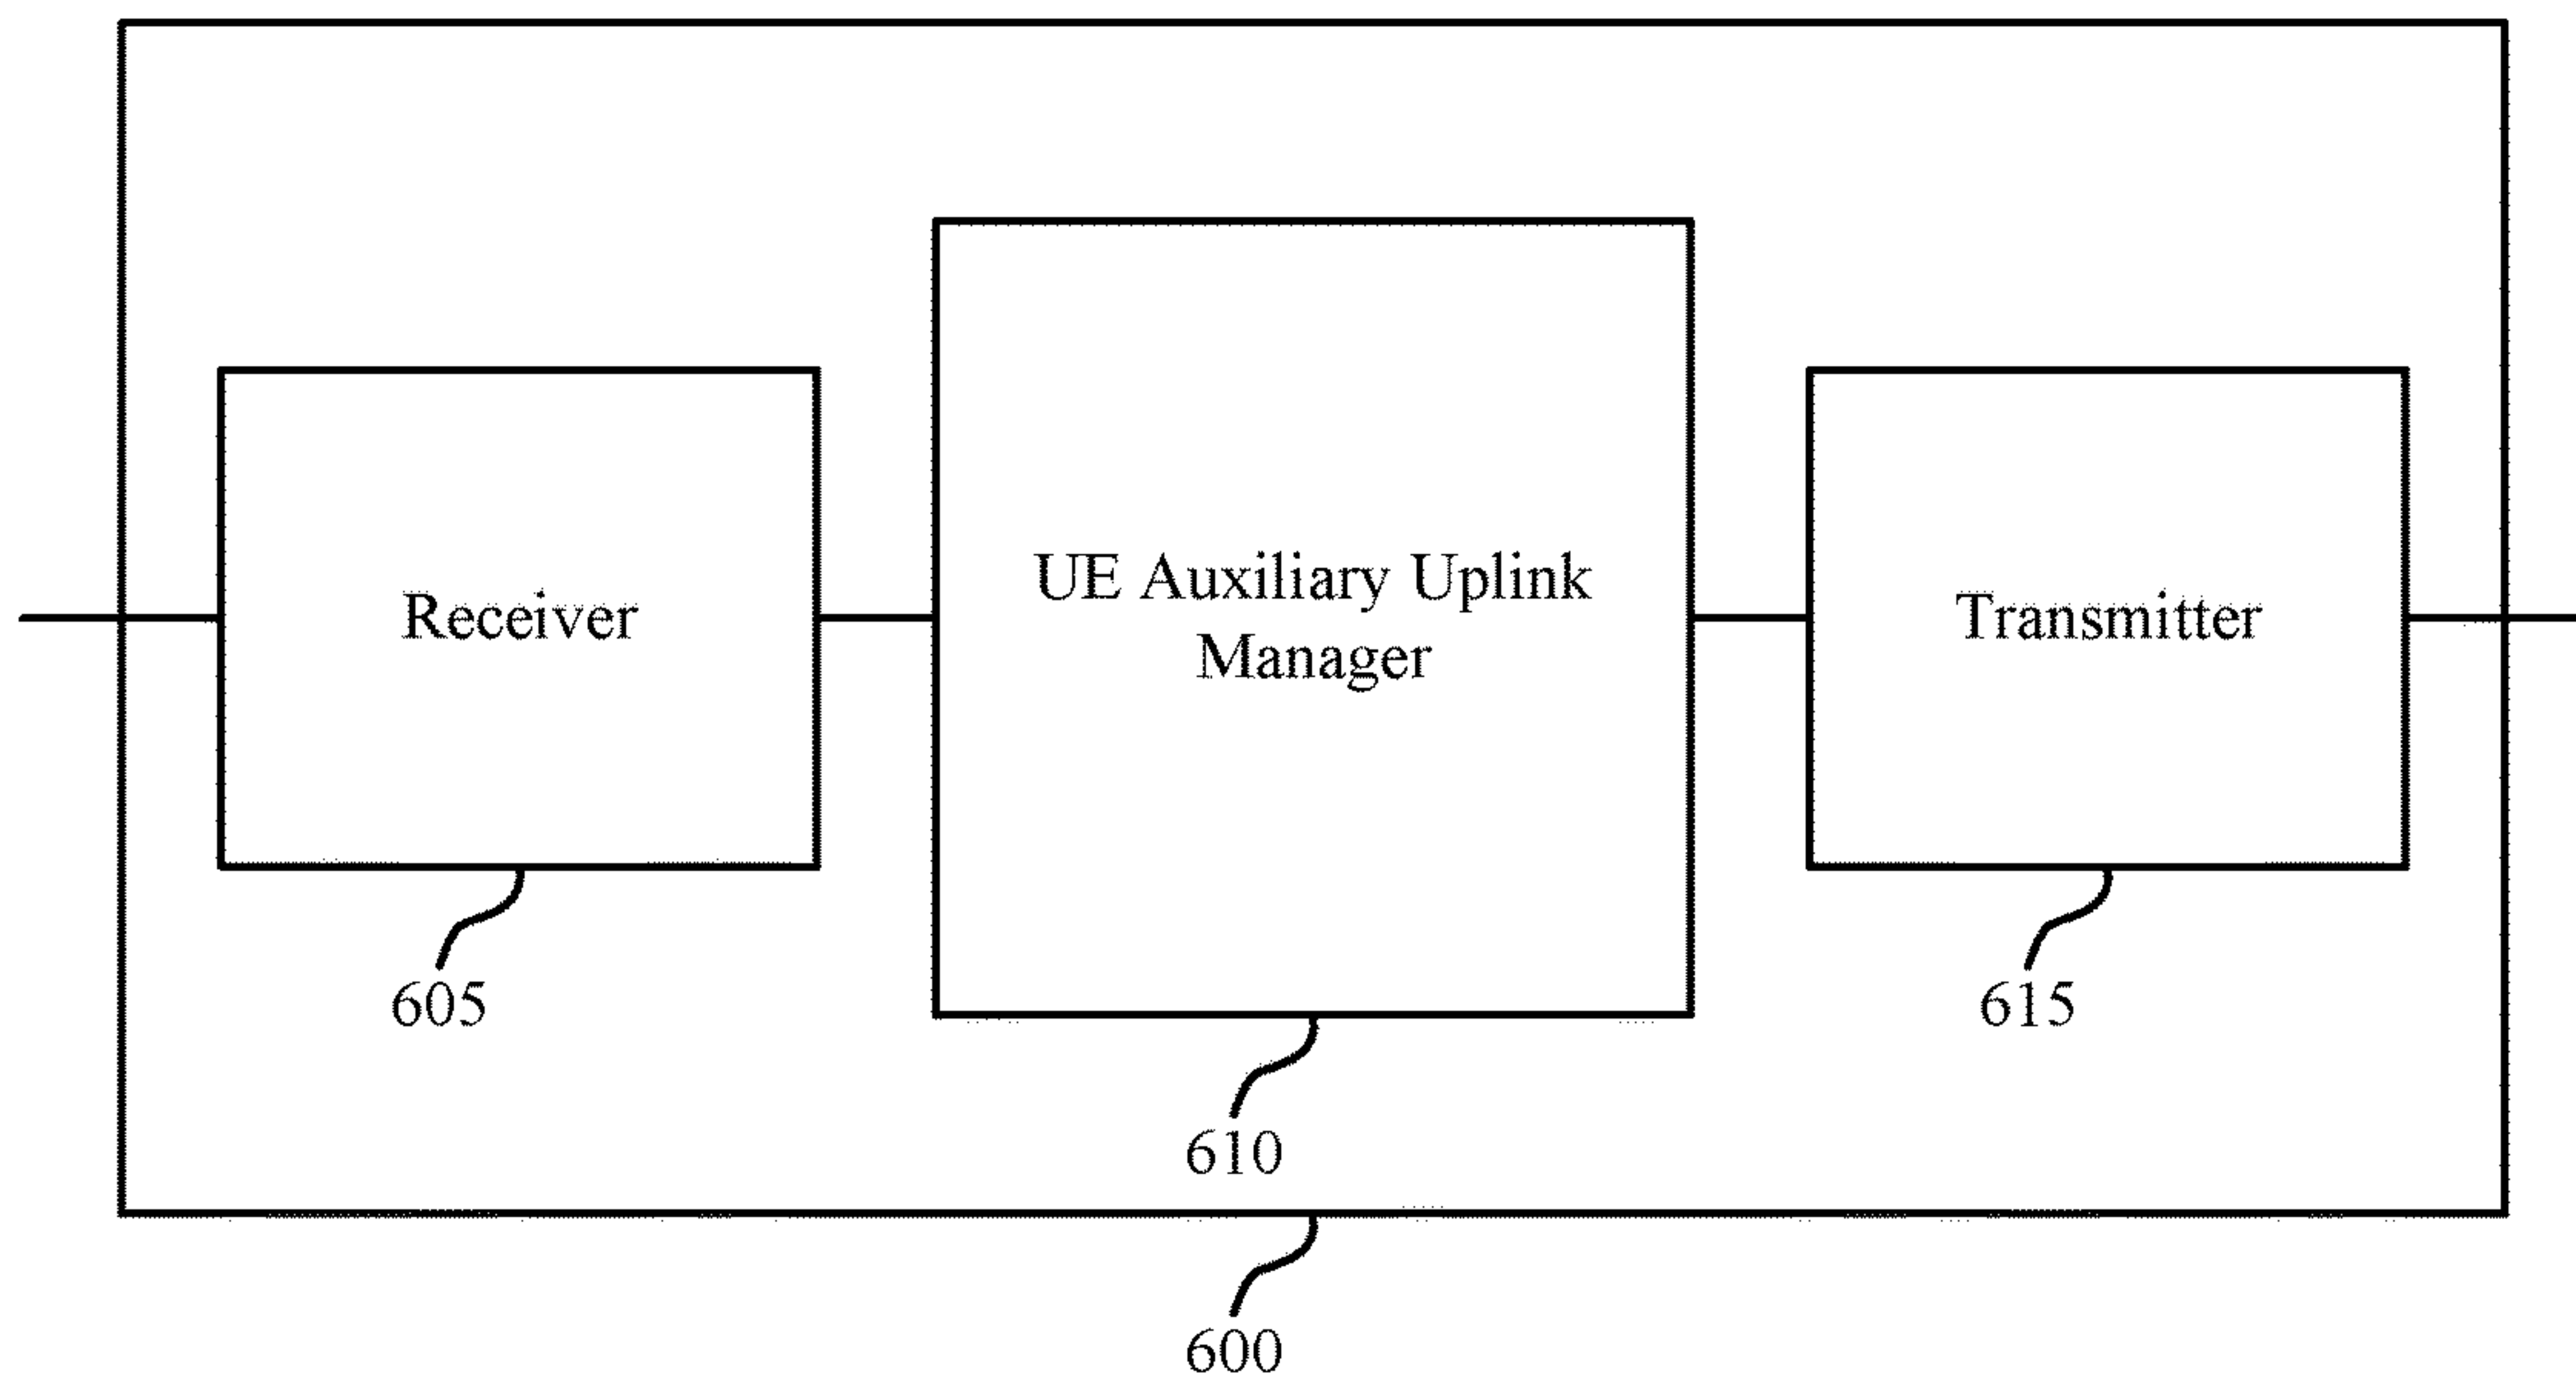 Receiver
UE Auxiliary Uplink
Manager
Transmitter
605
615
610
600